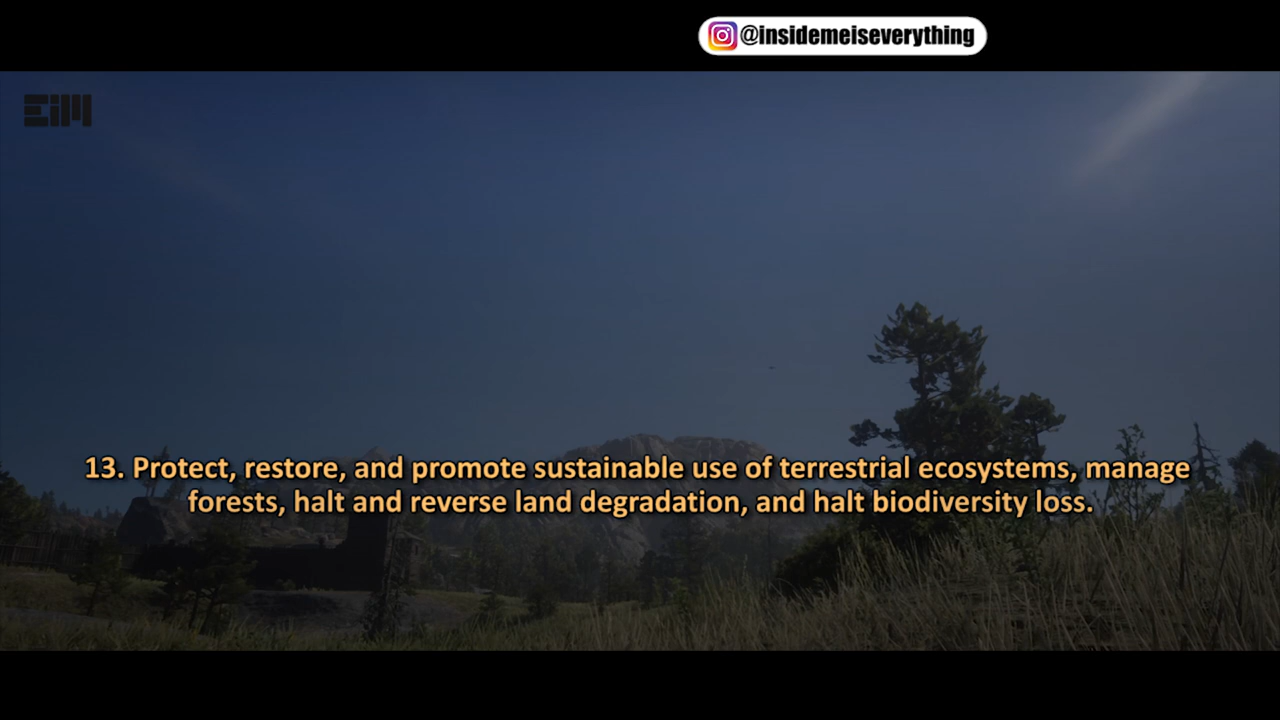 @insidemeiseverything
EiM
13. Protect, restore, and promote sustainable use of terrestrial ecosystems, manage
forests, halt and reverse land degradation, and halt biodiversity loss.